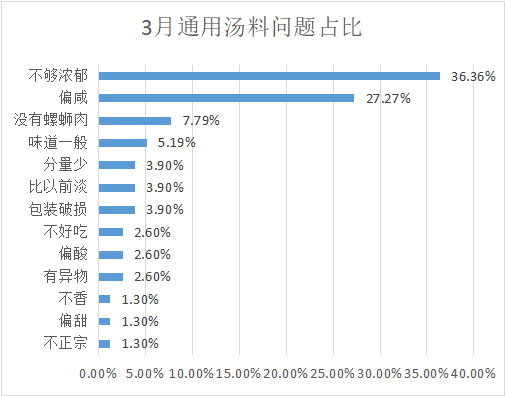 3月通用汤料问题占比
不够浓郁 36.36%
偏咸 27.27%
没有螺蛳肉 7.79%
味道一般 5.19%
分量少 3.90%
比以前淡 3.90%
包装破损 3.90%
不好吃 2.60%
偏酸 2.60%
有异物 2.60%
不香 1.30%
偏甜 1.30%
不正宗 1.30%
0.00% 5.00% 10.00% 15.00% 20.00% 25.00% 30.00% 35.00% 40.00%